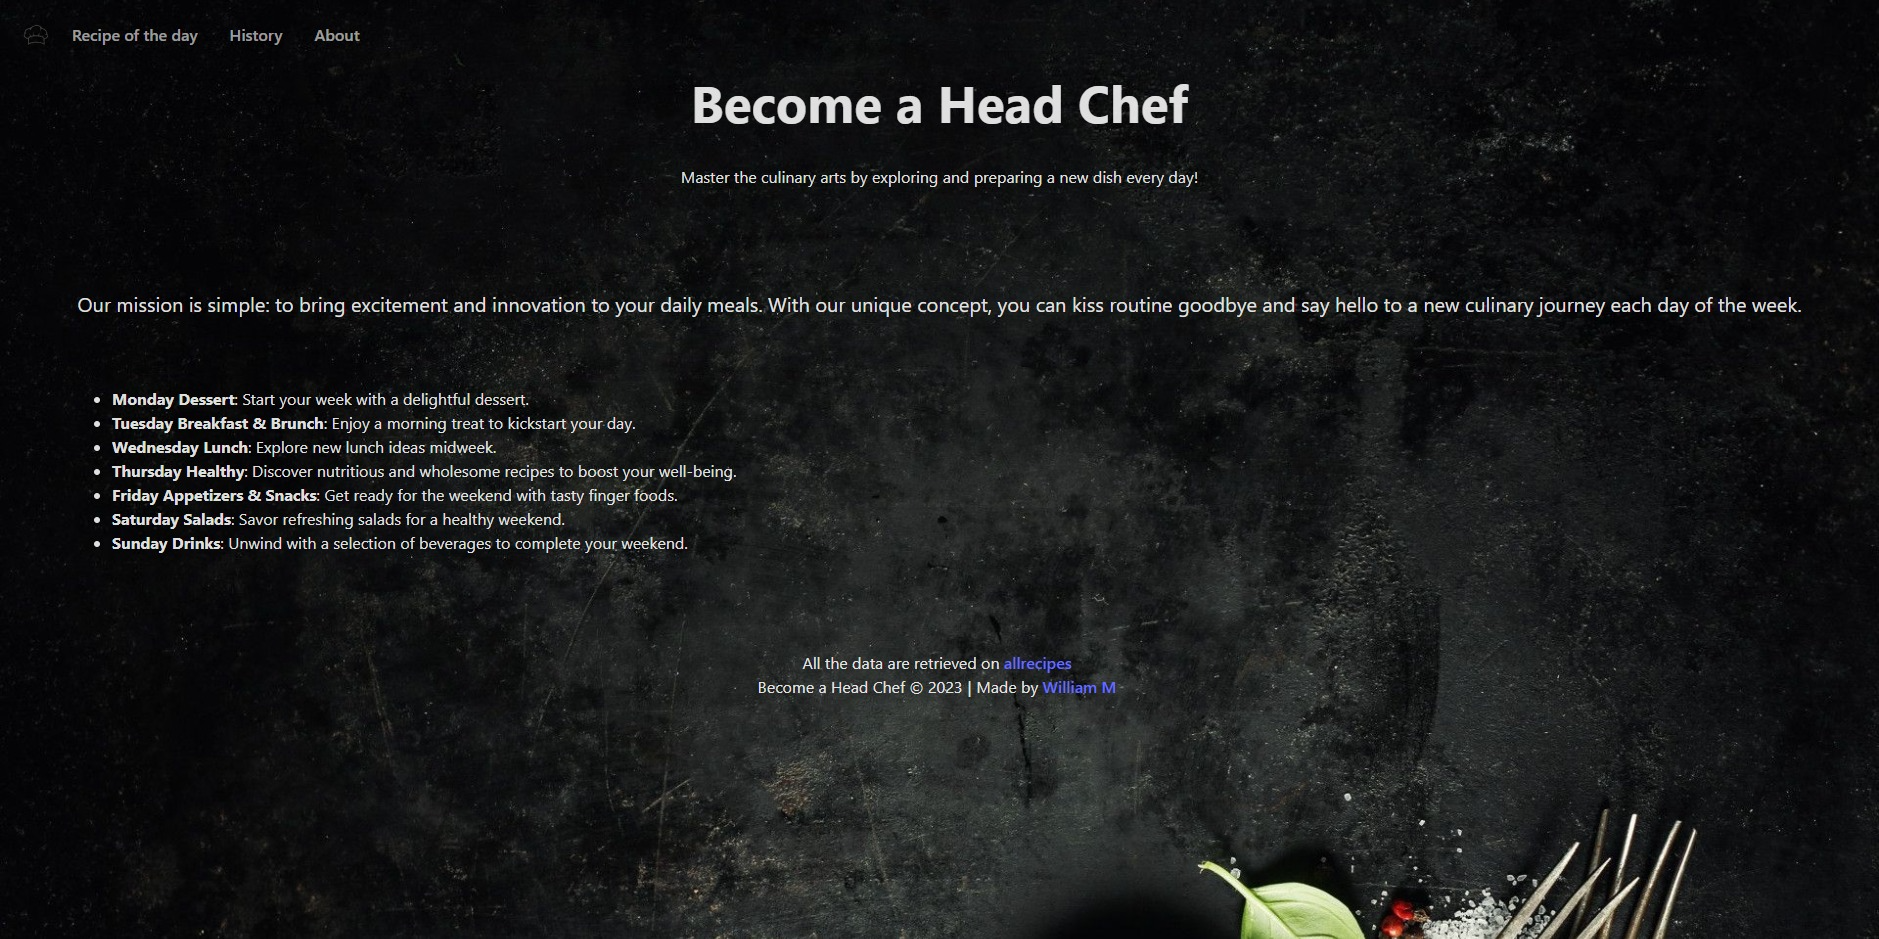 Recipe of the day History About
Become a Head Chef
Master the culinary arts by exploring and preparing a new dish every day!
Our mission is simple: to bring excitement and innovation to your daily meals. With our unique concept, you can kiss routine goodbye and say hello to a new culinary journey each day of the week.
• Monday Dessert: Start your week with a delightful dessert.
• Tuesday Breakfast & Brunch: Enjoy a morning treat to kickstart your day.
• Wednesday Lunch: Explore new lunch ideas midweek.
• Thursday Healthy: Discover nutritious and wholesome recipes to boost your well-being.
• Friday Appetizers & Snacks: Get ready for the weekend with tasty finger foods.
• Saturday Salads: Savor refreshing salads for a healthy weekend.
• Sunday Drinks: Unwind with a selection of beverages to complete your weekend.
All the data are retrieved on allrecipes
Become a Head Chef © 2023 | Made by William M